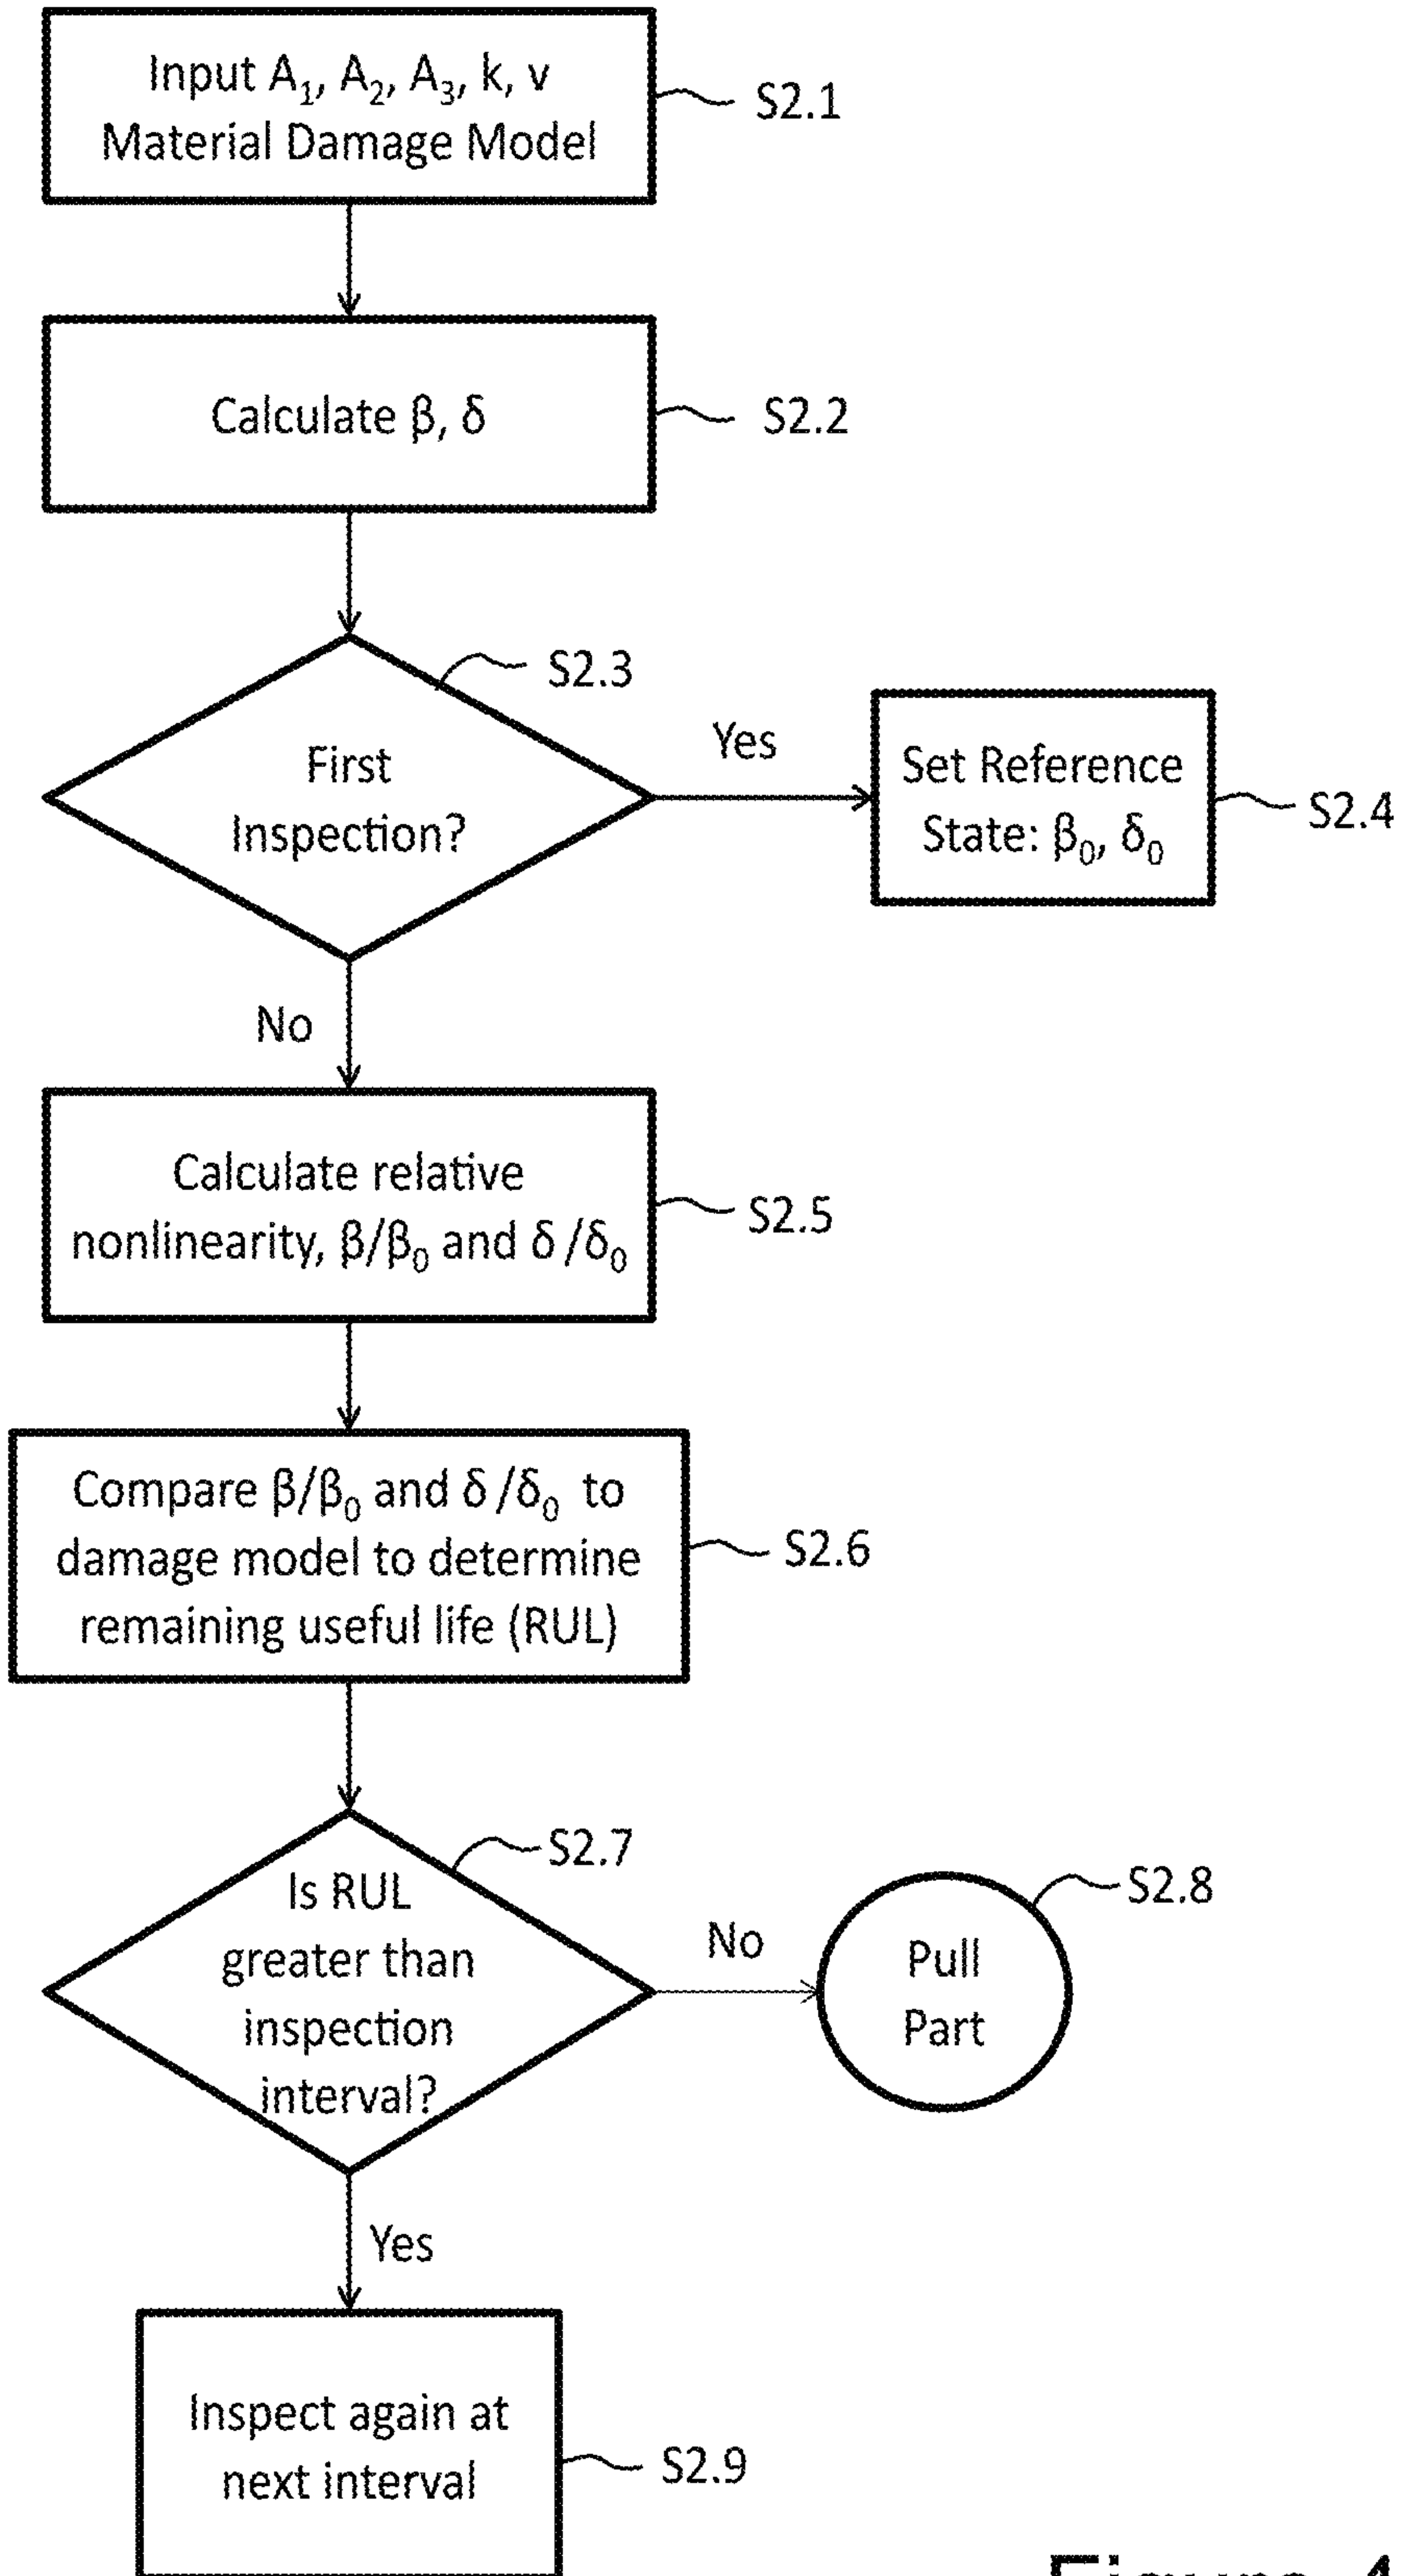 Input A₁, A₂, A₃, k, v
Material Damage Model
S2.1
Calculate β, δ
S2.2
S2.3
First
Inspection?
Yes
Set Reference
State: β₀, δ₀
S2.4
No
Calculate relative
nonlinearity, β/β₀ and δ/δ₀
S2.5
Compare β/β₀ and δ/δ₀ to
damage model to determine
remaining useful life (RUL)
S2.6
S2.7
Is RUL
greater than
inspection
interval?
No
S2.8
Pull
Part
Yes
Inspect again at
next interval
S2.9
Figure 4